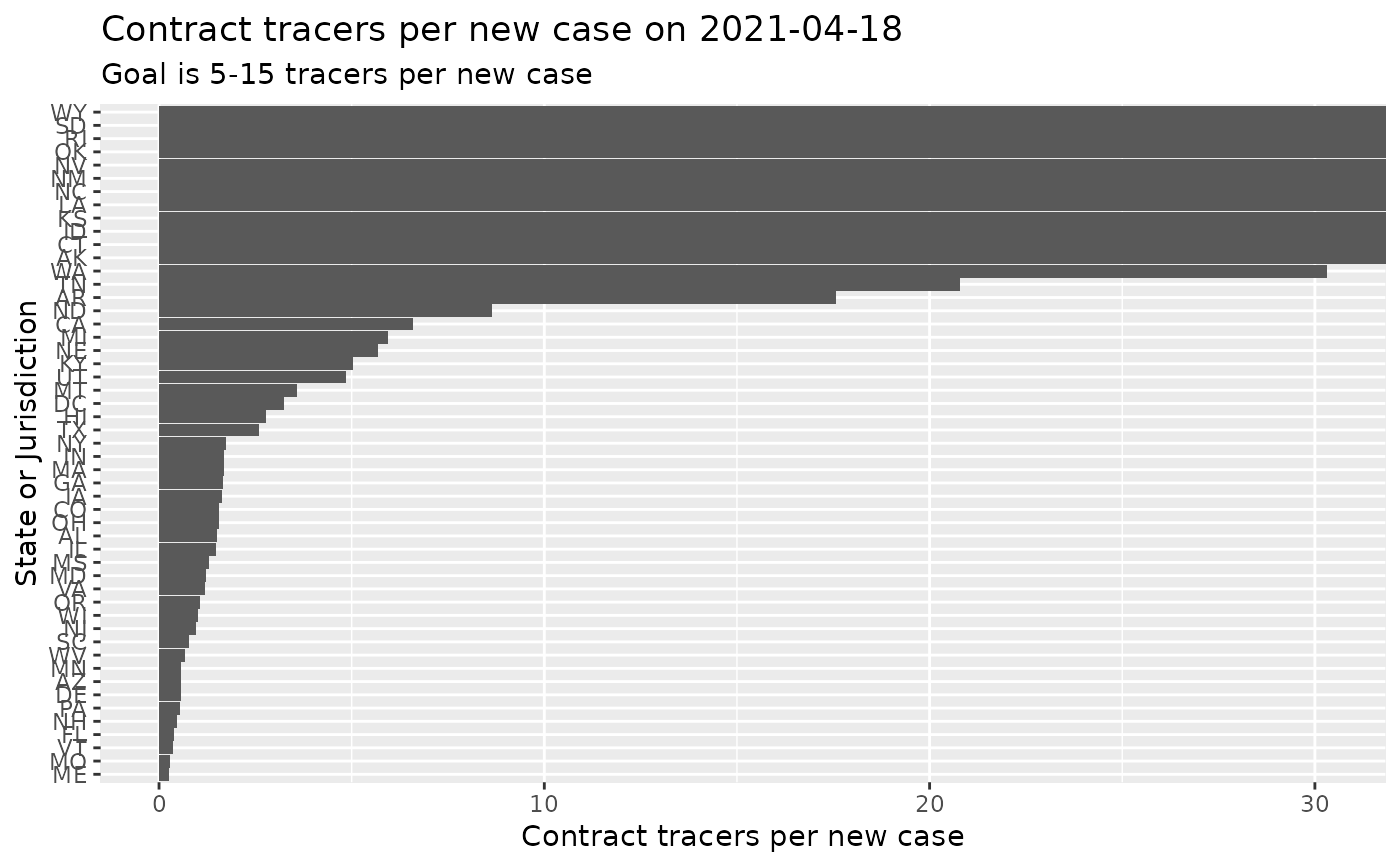 Contract tracers per new case on 2021-04-18
Goal is 5-15 tracers per new case
State or Jurisdiction
WY
SD
RI
OK
NV
NM
NC
LA
KS
ID
CT
AK
WA
TN
AR
ND
CA
MI
NE
KY
UT
MT
DC
HI
TX
NY
IN
MA
GA
IA
CO
OH
AL
IL
MS
MD
VA
OR
WI
NJ
SC
WV
MN
AZ
DE
PA
NH
FL
VT
MO
ME
0 10 20 30
Contract tracers per new case